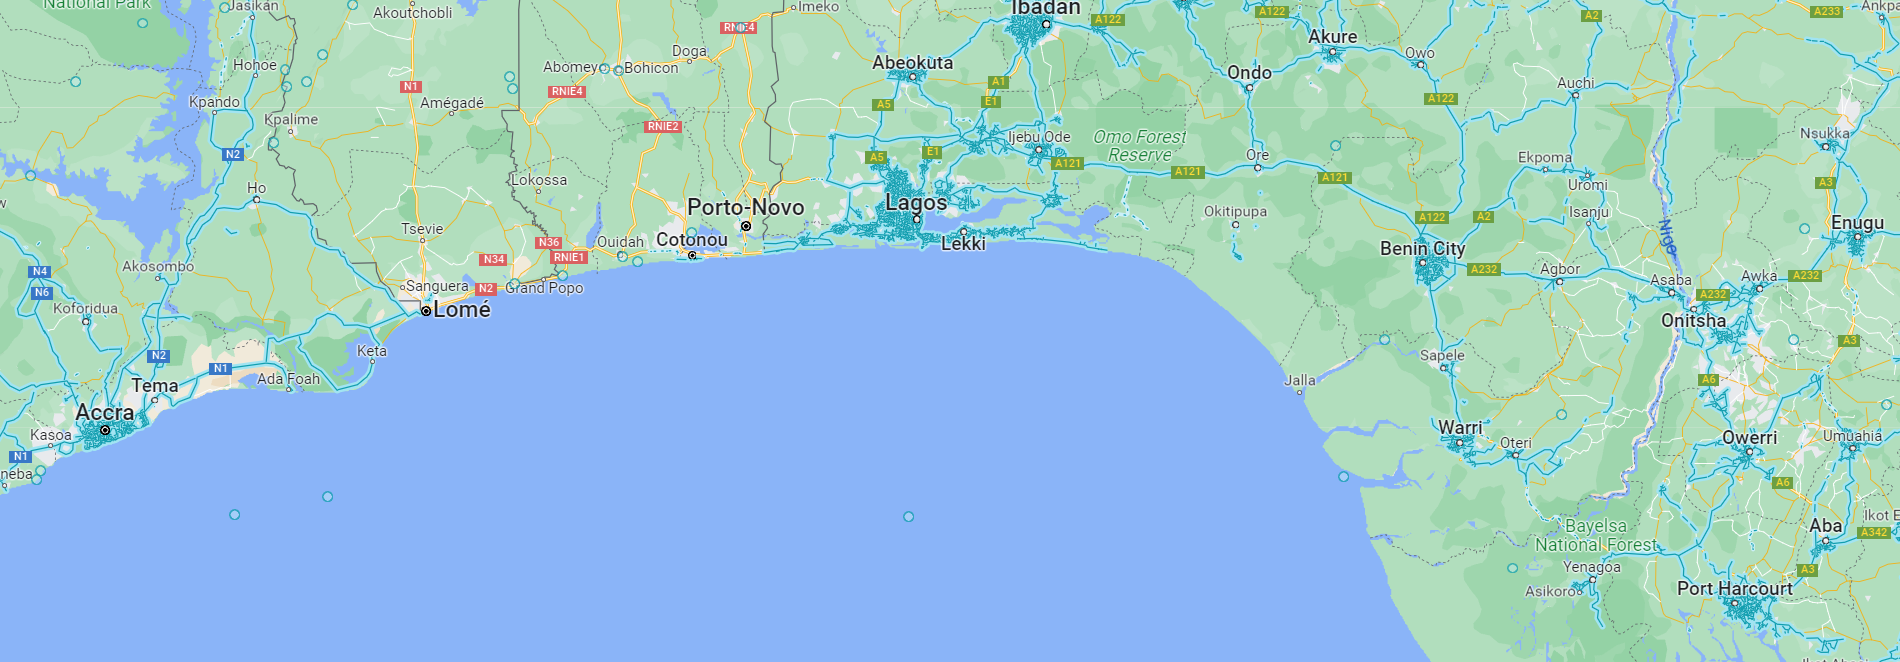 National Park
Jasikan
Akoutchobli
RNIE4
Imeko
Ibadan
A122
A122
A2
A233
Ankpa
Hohoe
Doga
Abomey
Bohicon
Abeokuta
Akure
Owo
Ondo
N1
RNIE4
A1
Auchi
Kpando
Amégadé
A5
E1
A122
Kpalime
RNIE2
Ijebu Ode
Omo Forest
Reserve
Nsukka
N2
A5
E1
A121
A121
A121
Ore
Ekpoma
Ho
Lokossa
Uromi
A3
Porto-Novo
Lagos
Okitipupa
A122
A2
Isanju
Niger
Enugu
Tsévie
N36
Ouidah
Cotonou
Lekki
Benin City
Akosombo
N34
RNIE1
A232
Agbor
Asaba
Awka
A232
N4
N6
Sanguera
N2
Grand Popo
A232
Koforidua
Lomé
Onitsha
N2
Keta
Sapele
A3
N1
Ada Foah
Jalla
A6
Tema
Accra
Kasoa
Warri
Oteri
Owerri
Umuahia
N1
neba
A6
Bayelsa
National Forest
Aba
Ikot E
A342
Yenagoa
A3
Asikoro
Port Harcourt